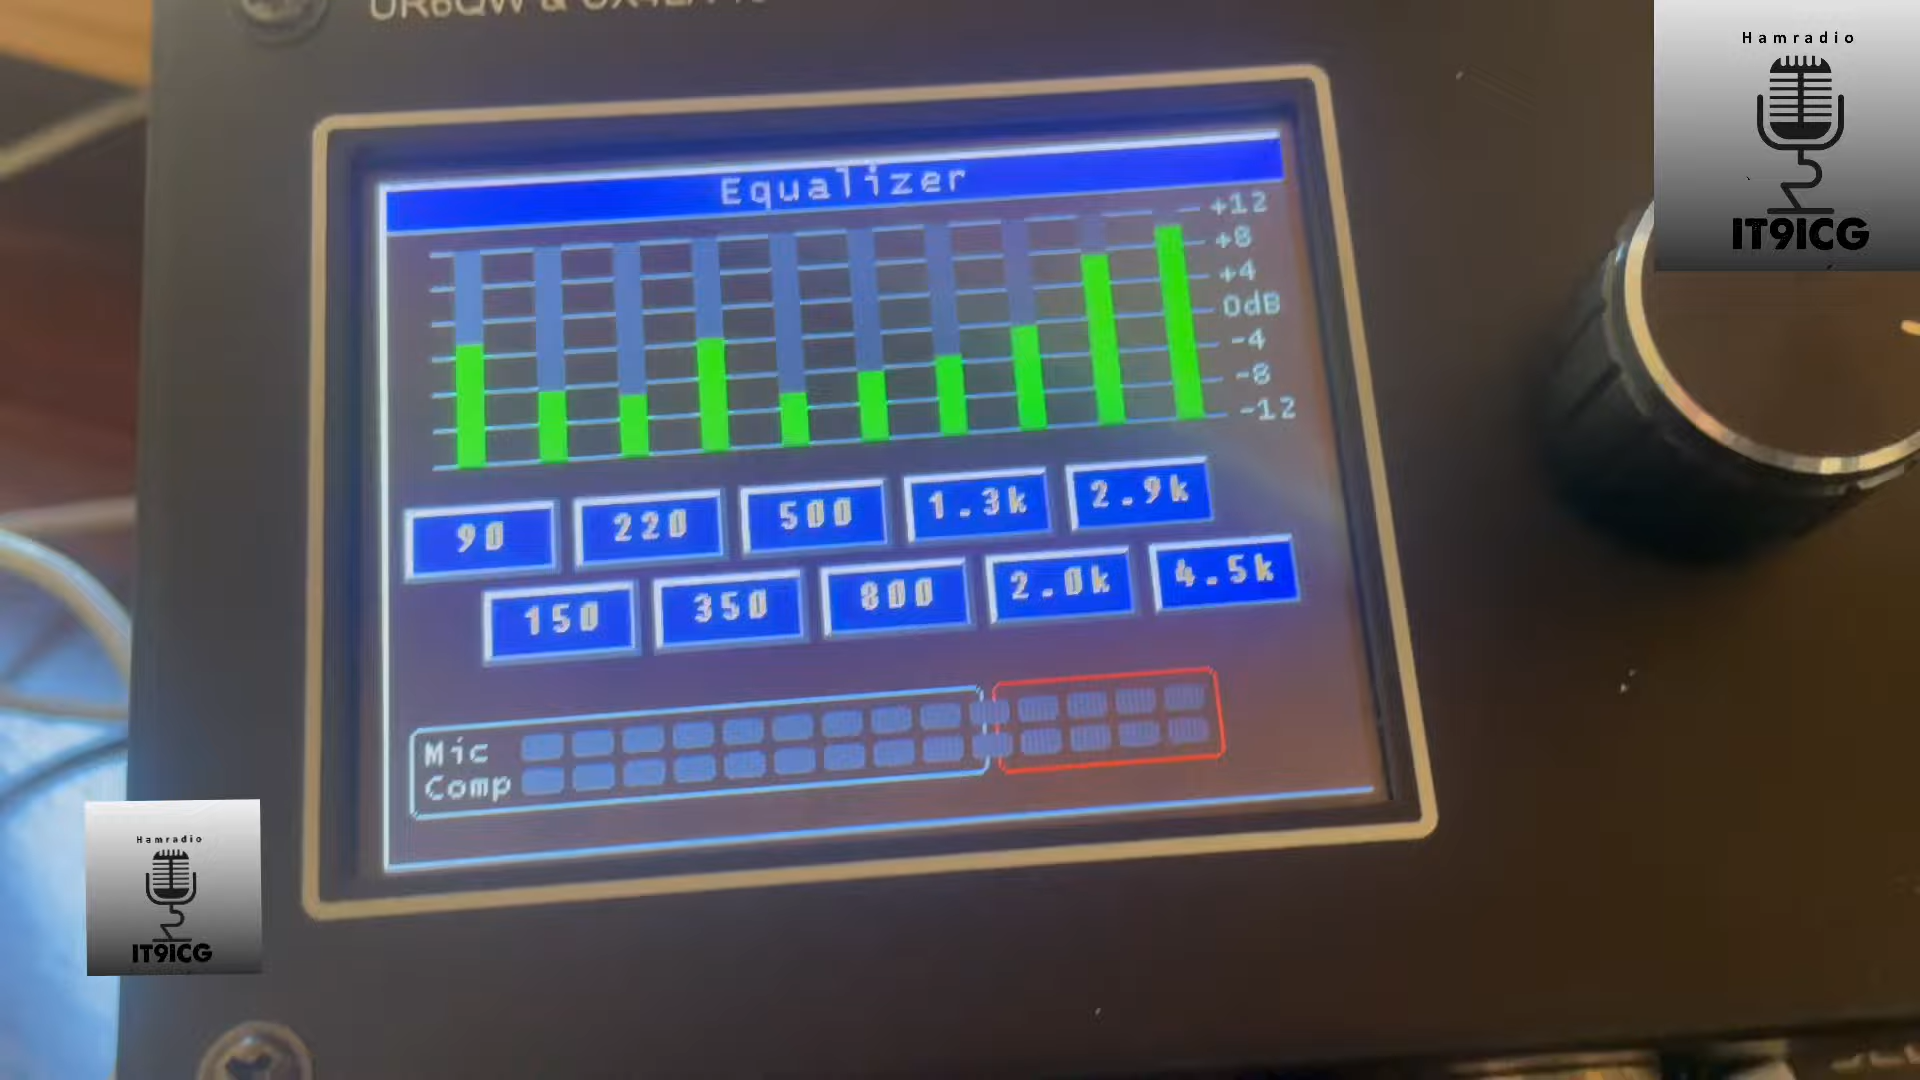 Hamradio
IT9ICG
Equalizer
+12
+8
+4
0dB
-4
-8
-12
90 220 500 1.3k 2.9k
150 350 800 2.0k 4.5k
Mic
Comp
Hamradio
IT9ICG